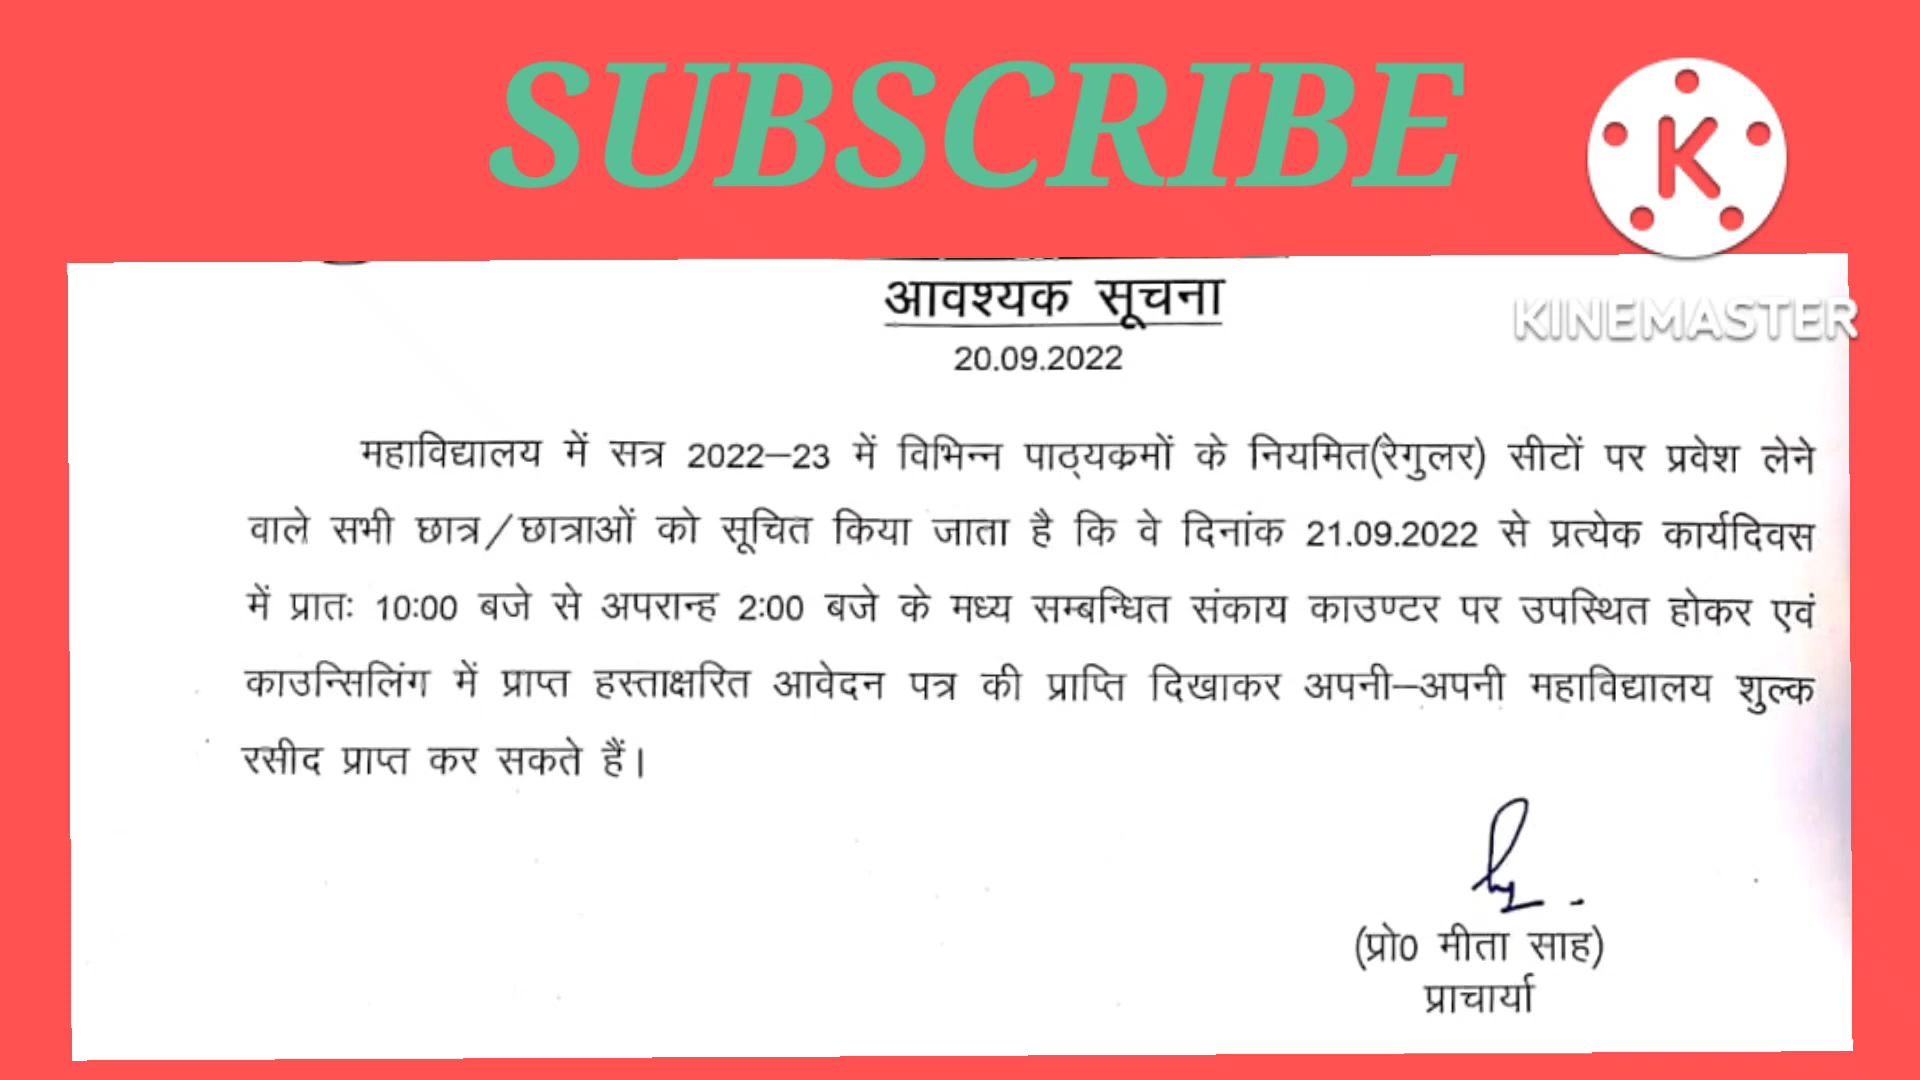 SUBSCRIBE
K
KINEMASTER
आवश्यक सूचना
20.09.2022
महाविद्यालय में सत्र 2022–23 में विभिन्न पाठ्यक्रमों के नियमित(रेगुलर) सीटों पर प्रवेश लेने
वाले सभी छात्र/छात्राओं को सूचित किया जाता है कि वे दिनांक 21.09.2022 से प्रत्येक कार्यदिवस
में प्रातः 10:00 बजे से अपरान्ह 2:00 बजे के मध्य सम्बन्धित संकाय काउण्टर पर उपस्थित होकर एवं
काउन्सिलिंग में प्राप्त हस्ताक्षरित आवेदन पत्र की प्राप्ति दिखाकर अपनी–अपनी महाविद्यालय शुल्क
रसीद प्राप्त कर सकते हैं।
(प्रो0 मीता साह)
प्राचार्या